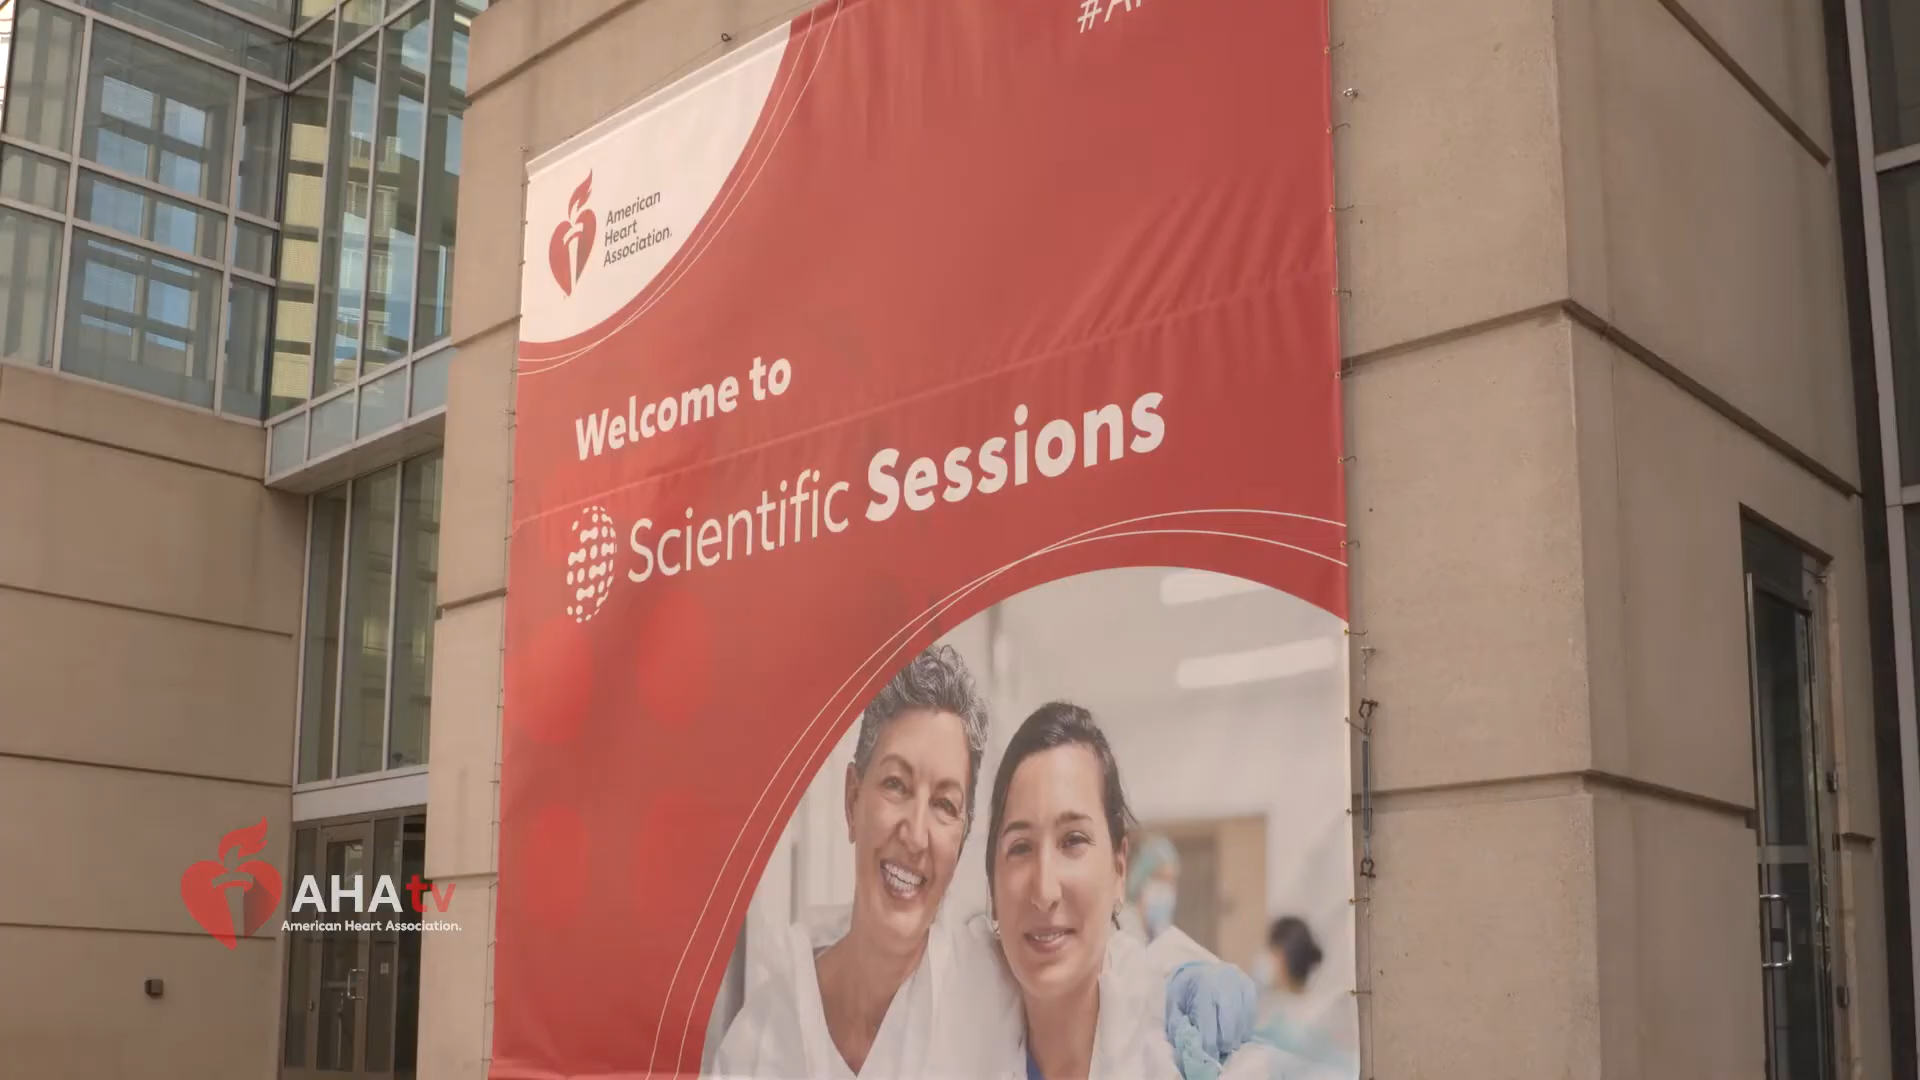 American
Heart
Association.
Welcome to
Scientific Sessions
AHAtv
American Heart Association.